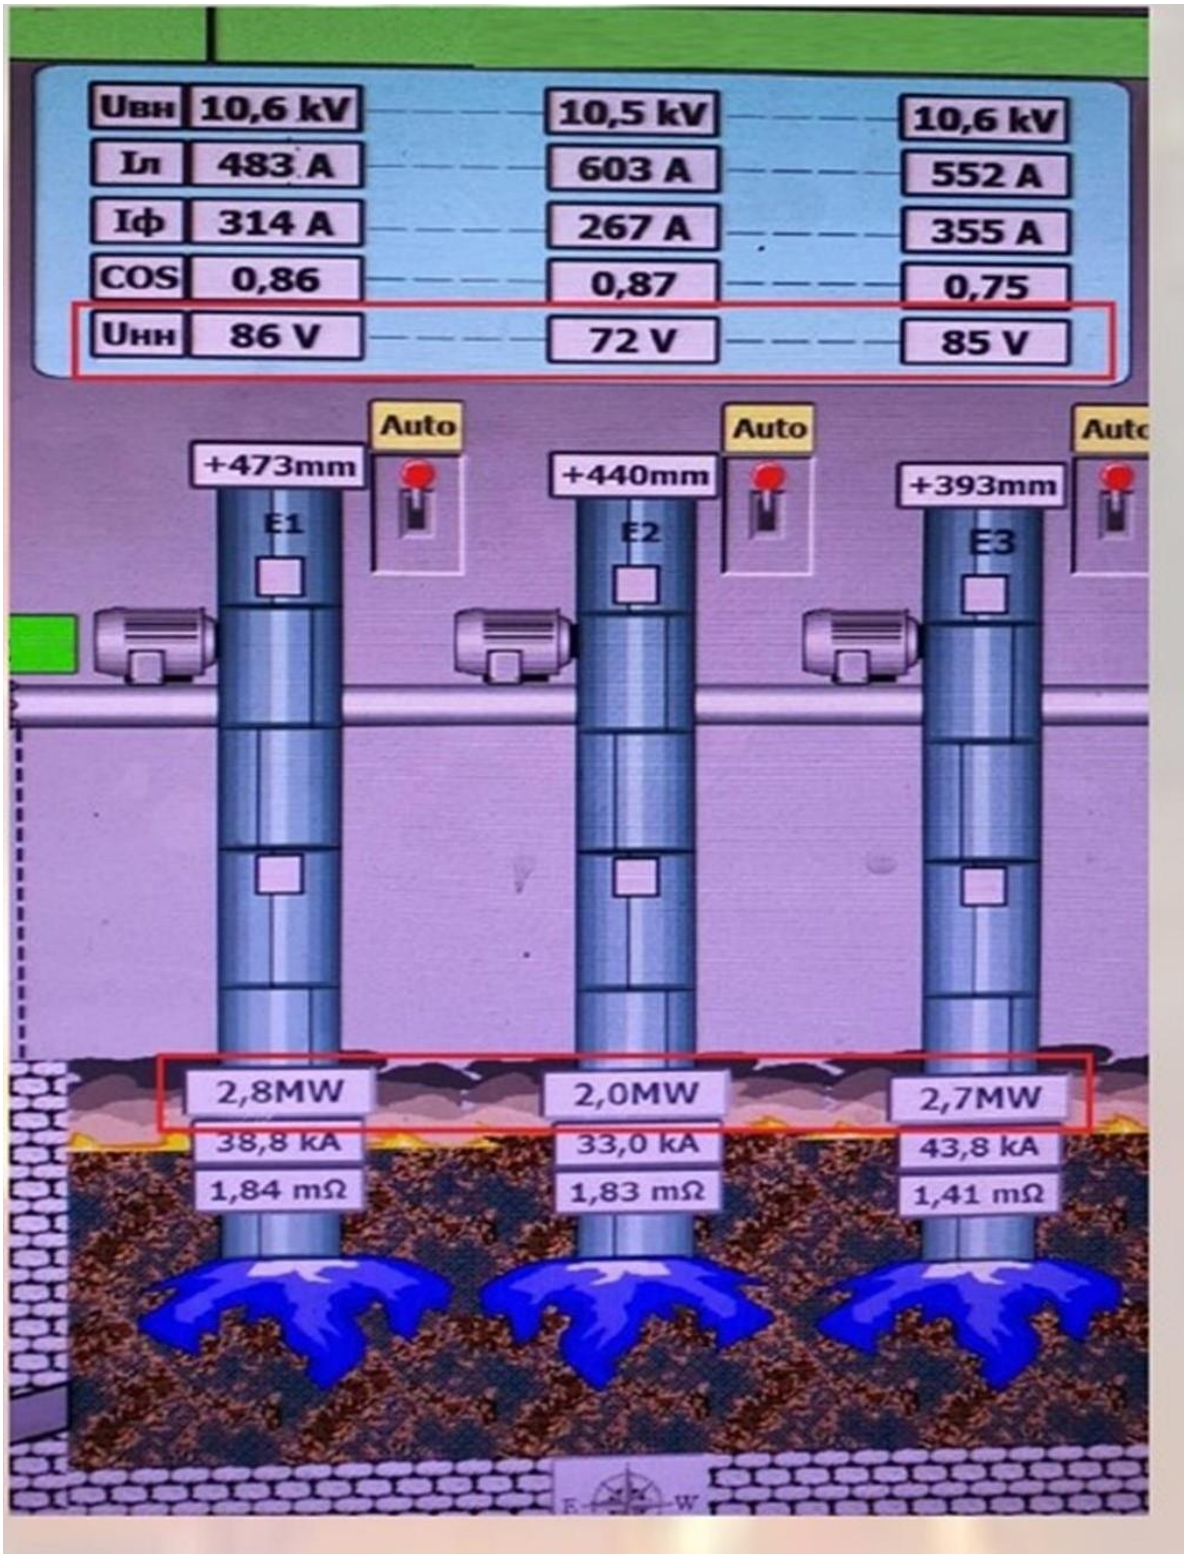 Uвн 10,6 kV 10,5 kV 10,6 kV
Iл 483 A 603 A 552 A
Iф 314 A 267 A 355 A
COS 0,86 0,87 0,75
Uнн 86 V 72 V 85 V
Auto Auto Auto
+473mm +440mm +393mm
E1 E2 E3
2,8MW 2,0MW 2,7MW
38,8 kA 33,0 kA 43,8 kA
1,84 mΩ 1,83 mΩ 1,41 mΩ
E W